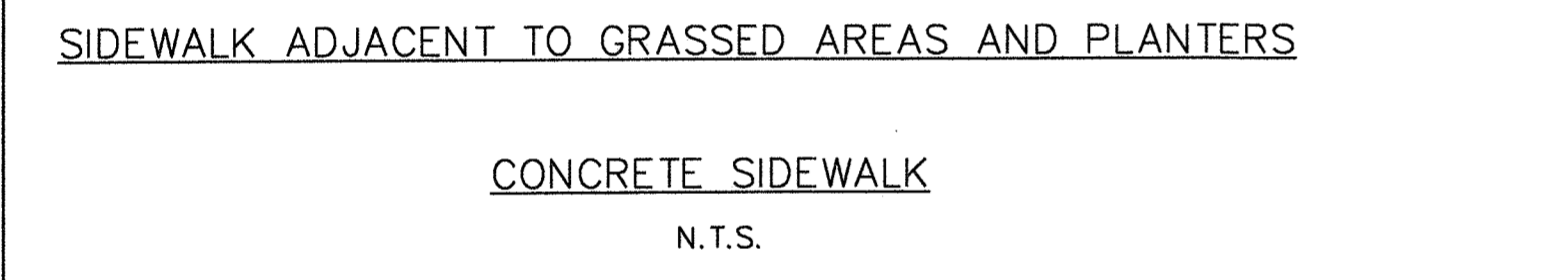 SIDEWALK ADJACENT TO GRASSED AREAS AND PLANTERS
CONCRETE SIDEWALK
N.T.S.